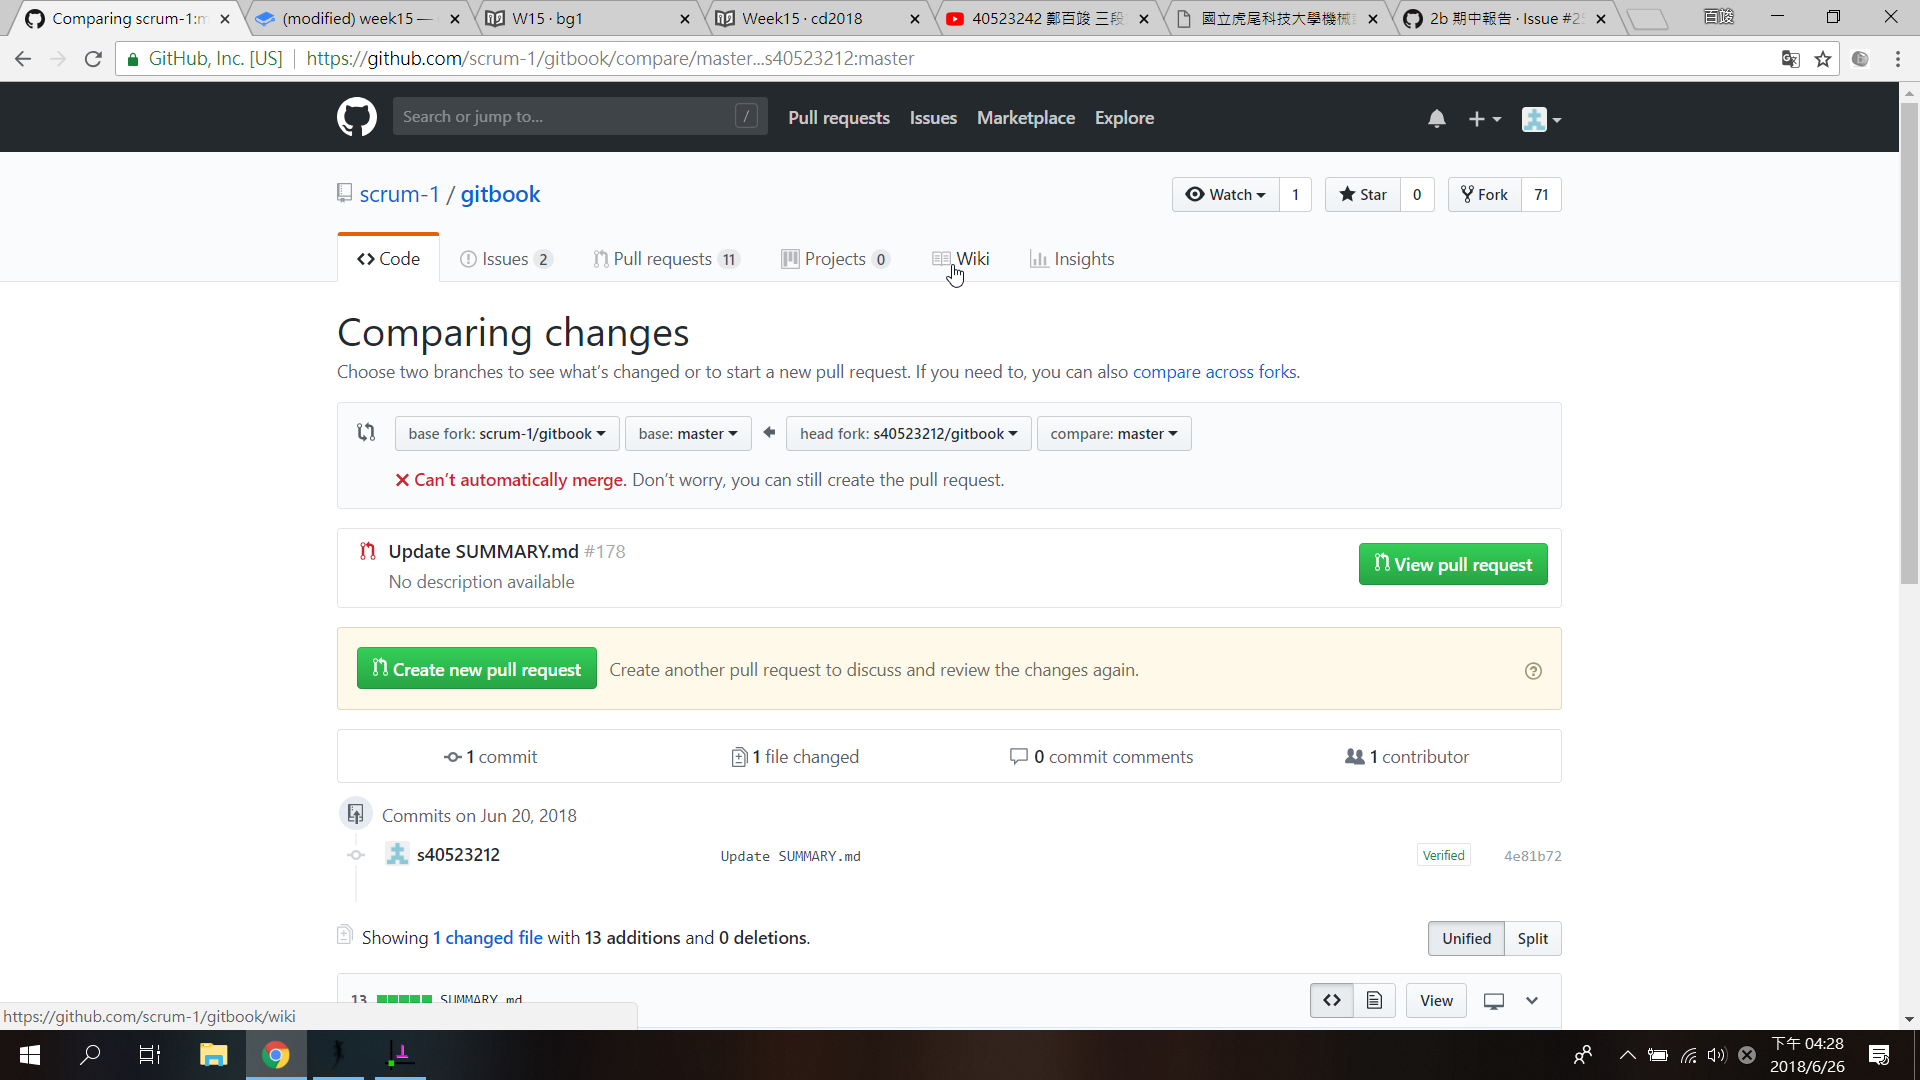 Comparing scrum-1:m
(modified) week15 —
W15 · bg1
Week15 · cd2018
40523242 鄭百竣 三段
國立虎尾科技大學機械
2b 期中報告 · Issue #25
百竣
GitHub, Inc. [US]
https://github.com/scrum-1/gitbook/compare/master...s40523212:master
Search or jump to...
/
Pull requests
Issues
Marketplace
Explore
scrum-1 / gitbook
Watch
1
Star
0
Fork
71
Code
Issues 2
Pull requests 11
Projects 0
Wiki
Insights
Comparing changes
Choose two branches to see what's changed or to start a new pull request. If you need to, you can also compare across forks.
base fork: scrum-1/gitbook
base: master
head fork: s40523212/gitbook
compare: master
Can't automatically merge. Don't worry, you can still create the pull request.
Update SUMMARY.md #178
No description available
View pull request
Create new pull request
Create another pull request to discuss and review the changes again.
1 commit
1 file changed
0 commit comments
1 contributor
Commits on Jun 20, 2018
s40523212
Update SUMMARY.md
Verified
4e81b72
Showing 1 changed file with 13 additions and 0 deletions.
Unified
Split
13
SUMMARY.md
View
https://github.com/scrum-1/gitbook/wiki
下午 04:28
2018/6/26